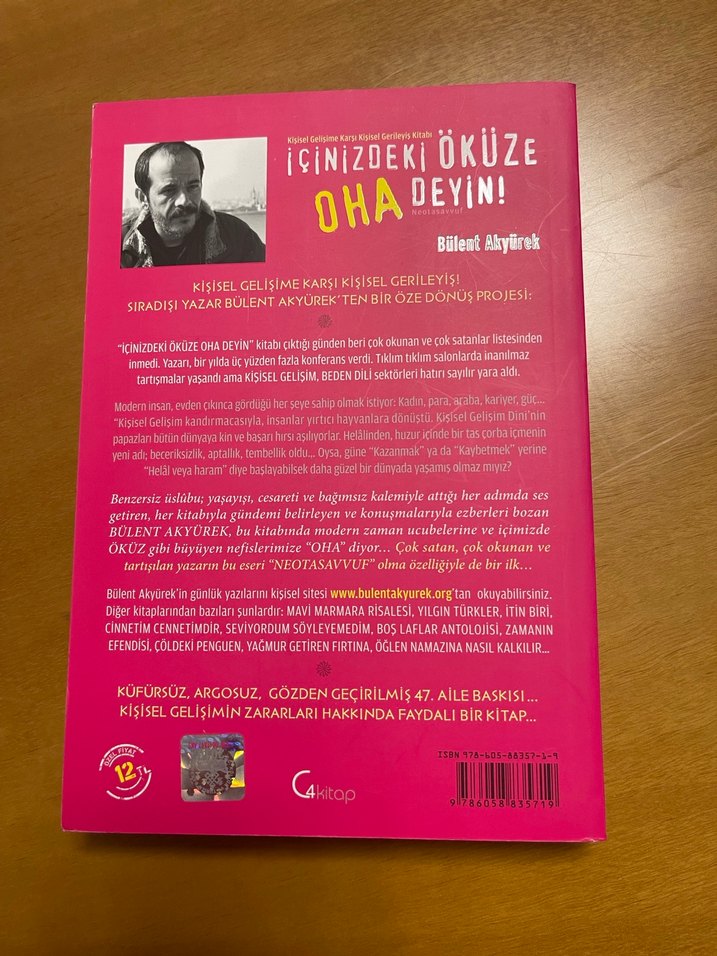 Kişisel Gelişime Karşı Kişisel Gerileyiş Kitabı
İÇİNİZDEKİ ÖKÜZE
OHA DEYİN!
Neotasavvuf
Bülent Akyürek
KİŞİSEL GELİŞİME KARŞI KİŞİSEL GERİLEYİŞ!
SIRADIŞI YAZAR BÜLENT AKYÜREK'TEN BİR ÖZE DÖNÜŞ PROJESİ:
"İÇİNİZDEKİ ÖKÜZE OHA DEYİN" kitabı çıktığı günden beri çok okunan ve çok satanlar listesinden
inmedi. Yazarı, bir yılda üç yüzden fazla konferans verdi. Tıklım tıklım salonlarda inanılmaz
tartışmalar yaşandı ama KİŞİSEL GELİŞİM, BEDEN DİLİ sektörleri hatırı sayılır yara aldı.
Modern insan, evden çıkınca gördüğü her şeye sahip olmak istiyor: Kadın, para, araba, kariyer, güç...
"Kişisel Gelişim kandırmacasıyla, insanlar yırtıcı hayvanlara dönüştü. Kişisel Gelişim Dini'nin
papazları bütün dünyaya kin ve başarı hırsı aşılıyorlar. Helâlinden, huzur içinde bir tas çorba içmenin
yeni adı; beceriksizlik, aptallık, tembellik oldu... Oysa, güne "Kazanmak" ya da "Kaybetmek" yerine
"Helâl veya haram" diye başlayabilsek daha güzel bir dünyada yaşamış olmaz mıyız?
Benzersiz üslûbu; yaşayışı, cesareti ve bağımsız kalemiyle attığı her adımda ses
getiren, her kitabıyla gündemi belirleyen ve konuşmalarıyla ezberleri bozan
BÜLENT AKYÜREK, bu kitabında modern zaman ucubelerine ve içimizde
ÖKÜZ gibi büyüyen nefislerimize "OHA" diyor... Çok satan, çok okunan ve
tartışılan yazarın bu eseri "NEOTASAVVUF" olma özelliğiyle de bir ilk...
Bülent Akyürek'in günlük yazılarını kişisel sitesi www.bulentakyurek.org'tan okuyabilirsiniz.
Diğer kitaplarından bazıları şunlardır: MAVİ MARMARA RİSALESİ, YILGIN TÜRKLER, İTİN BİRİ,
CİNNETİM CENNETİMDİR, SEVİYORDUM SÖYLEYEMEDİM, BOŞ LAFLAR ANTOLOJİSİ, ZAMANIN
EFENDİSİ, ÇÖLDEKİ PENGUEN, YAĞMUR GETİREN FIRTINA, ÖĞLEN NAMAZINA NASIL KALKILIR...
KÜFÜRSÜZ, ARGOSUZ, GÖZDEN GEÇİRİLMİŞ 47. AİLE BASKISI...
KİŞİSEL GELİŞİMİN ZARARLARI HAKKINDA FAYDALI BİR KİTAP...
ÖZEL FİYAT
12 TL
C4kitap
ISBN 978-605-88357-1-9
9 786058 835719